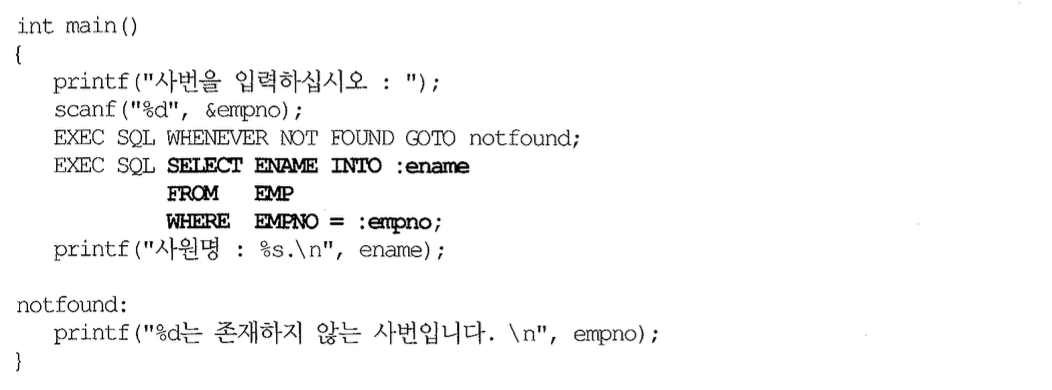 int main()
{
   printf("사번을 입력하십시오 : ");
   scanf("%d", &empno);
   EXEC SQL WHENEVER NOT FOUND GOTO notfound;
   EXEC SQL SELECT ENAME INTO :ename
            FROM   EMP
            WHERE  EMPNO = :empno;
   printf("사원명 : %s.\n", ename);

notfound:
   printf("%d는 존재하지 않는 사번입니다. \n", empno);
}